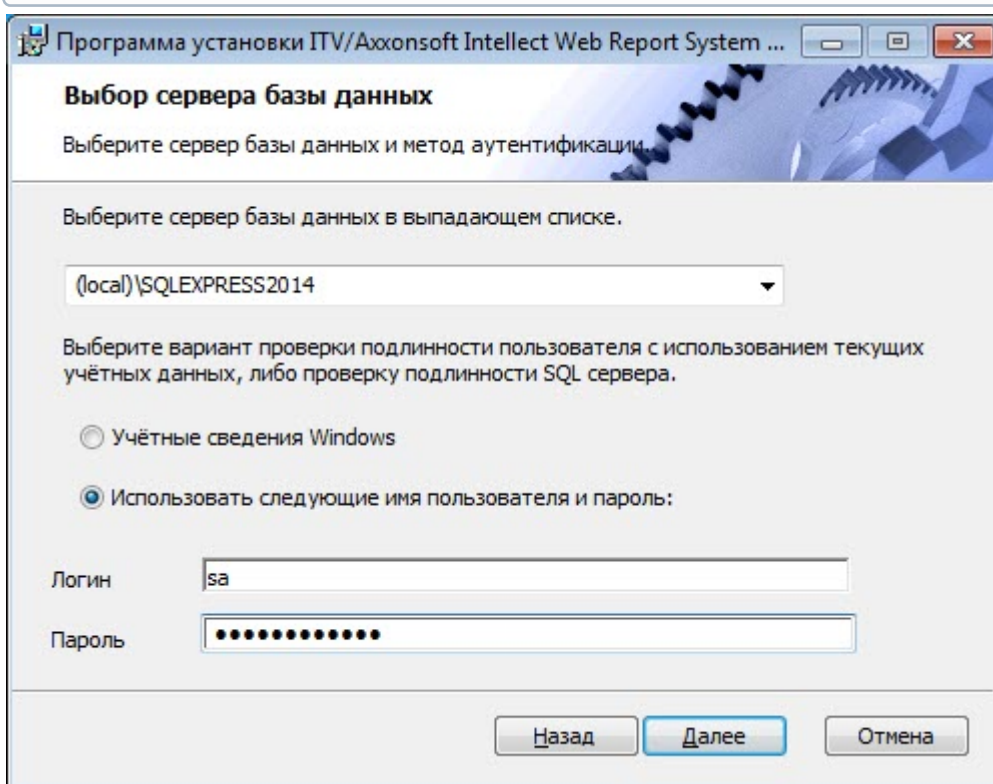 Программа установки ITV/Axxonsoft Intellect Web Report System ...
Выбор сервера базы данных
Выберите сервер базы данных и метод аутентификации.
Выберите сервер базы данных в выпадающем списке.
(local)\SQLEXPRESS2014
Выберите вариант проверки подлинности пользователя с использованием текущих
учётных данных, либо проверку подлинности SQL сервера.
Учётные сведения Windows
Использовать следующие имя пользователя и пароль:
Логин sa
Пароль ●●●●●●●●●●●●
Назад Далее Отмена